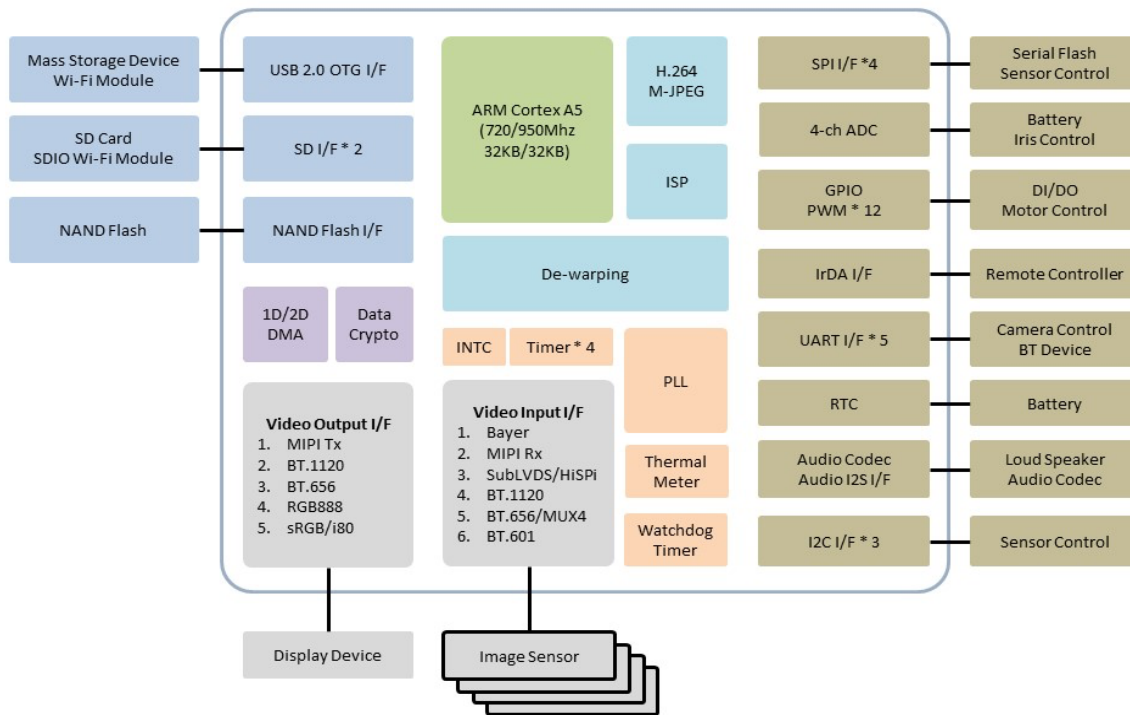 Mass Storage Device
Wi-Fi Module
SD Card
SDIO Wi-Fi Module
NAND Flash
USB 2.0 OTG I/F
SD I/F * 2
NAND Flash I/F
1D/2D
DMA
Data
Crypto
Video Output I/F
1. MIPI Tx
2. BT.1120
3. BT.656
4. RGB888
5. sRGB/i80
Display Device
ARM Cortex A5
(720/950Mhz
32KB/32KB)
H.264
M-JPEG
ISP
De-warping
INTC
Timer * 4
PLL
Video Input I/F
1. Bayer
2. MIPI Rx
3. SubLVDS/HiSPi
4. BT.1120
5. BT.656/MUX4
6. BT.601
Thermal
Meter
Watchdog
Timer
Image Sensor
SPI I/F *4
4-ch ADC
GPIO
PWM * 12
IrDA I/F
UART I/F * 5
RTC
Audio Codec
Audio I2S I/F
I2C I/F * 3
Serial Flash
Sensor Control
Battery
Iris Control
DI/DO
Motor Control
Remote Controller
Camera Control
BT Device
Battery
Loud Speaker
Audio Codec
Sensor Control